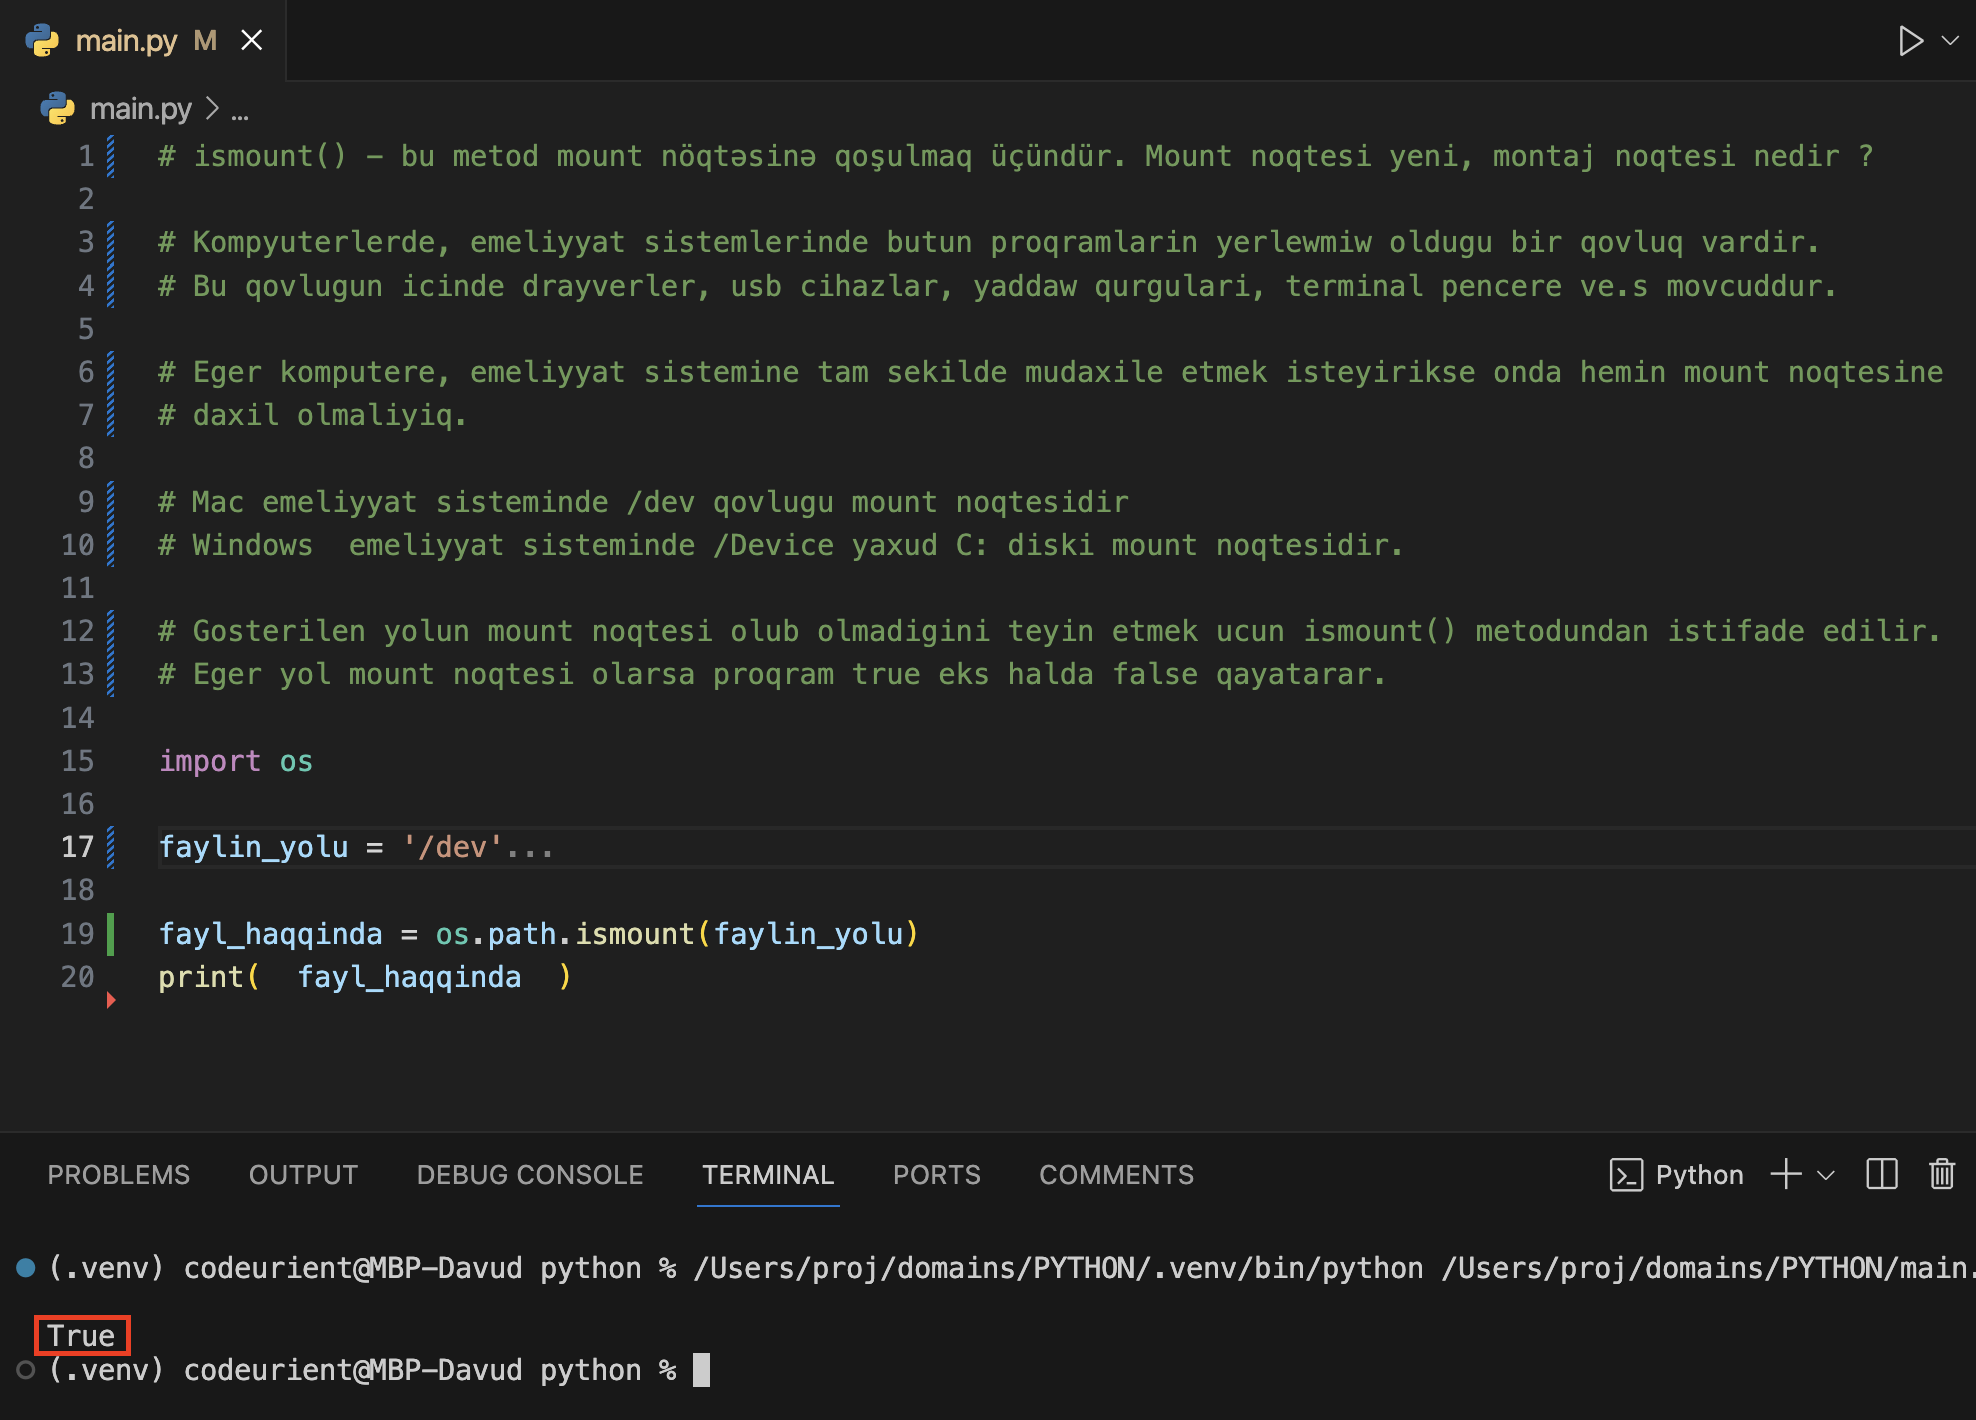 main.py M
main.py > ...
1 # ismount() - bu metod mount nöqtəsinə qoşulmaq üçündür. Mount noqtesi yeni, montaj noqtesi nedir ?
2
3 # Kompyuterlerde, emeliyyat sistemlerinde butun proqramlarin yerlewmiw oldugu bir qovluq vardir.
4 # Bu qovlugun icinde drayverler, usb cihazlar, yaddaw qurgulari, terminal pencere ve.s movcuddur.
5
6 # Eger komputere, emeliyyat sistemine tam sekilde mudaxile etmek isteyirikse onda hemin mount noqtesine
7 # daxil olmaliyiq.
8
9 # Mac emeliyyat sisteminde /dev qovlugu mount noqtesidir
10 # Windows  emeliyyat sisteminde /Device yaxud C: diski mount noqtesidir.
11
12 # Gosterilen yolun mount noqtesi olub olmadigini teyin etmek ucun ismount() metodundan istifade edilir.
13 # Eger yol mount noqtesi olarsa proqram true eks halda false qayatarar.
14
15 import os
16
17 faylin_yolu = '/dev'...
18
19 fayl_haqqinda = os.path.ismount(faylin_yolu)
20 print(  fayl_haqqinda  )
PROBLEMS OUTPUT DEBUG CONSOLE TERMINAL PORTS COMMENTS Python
(.venv) codeurient@MBP-Davud python % /Users/proj/domains/PYTHON/.venv/bin/python /Users/proj/domains/PYTHON/main.
True
(.venv) codeurient@MBP-Davud python %